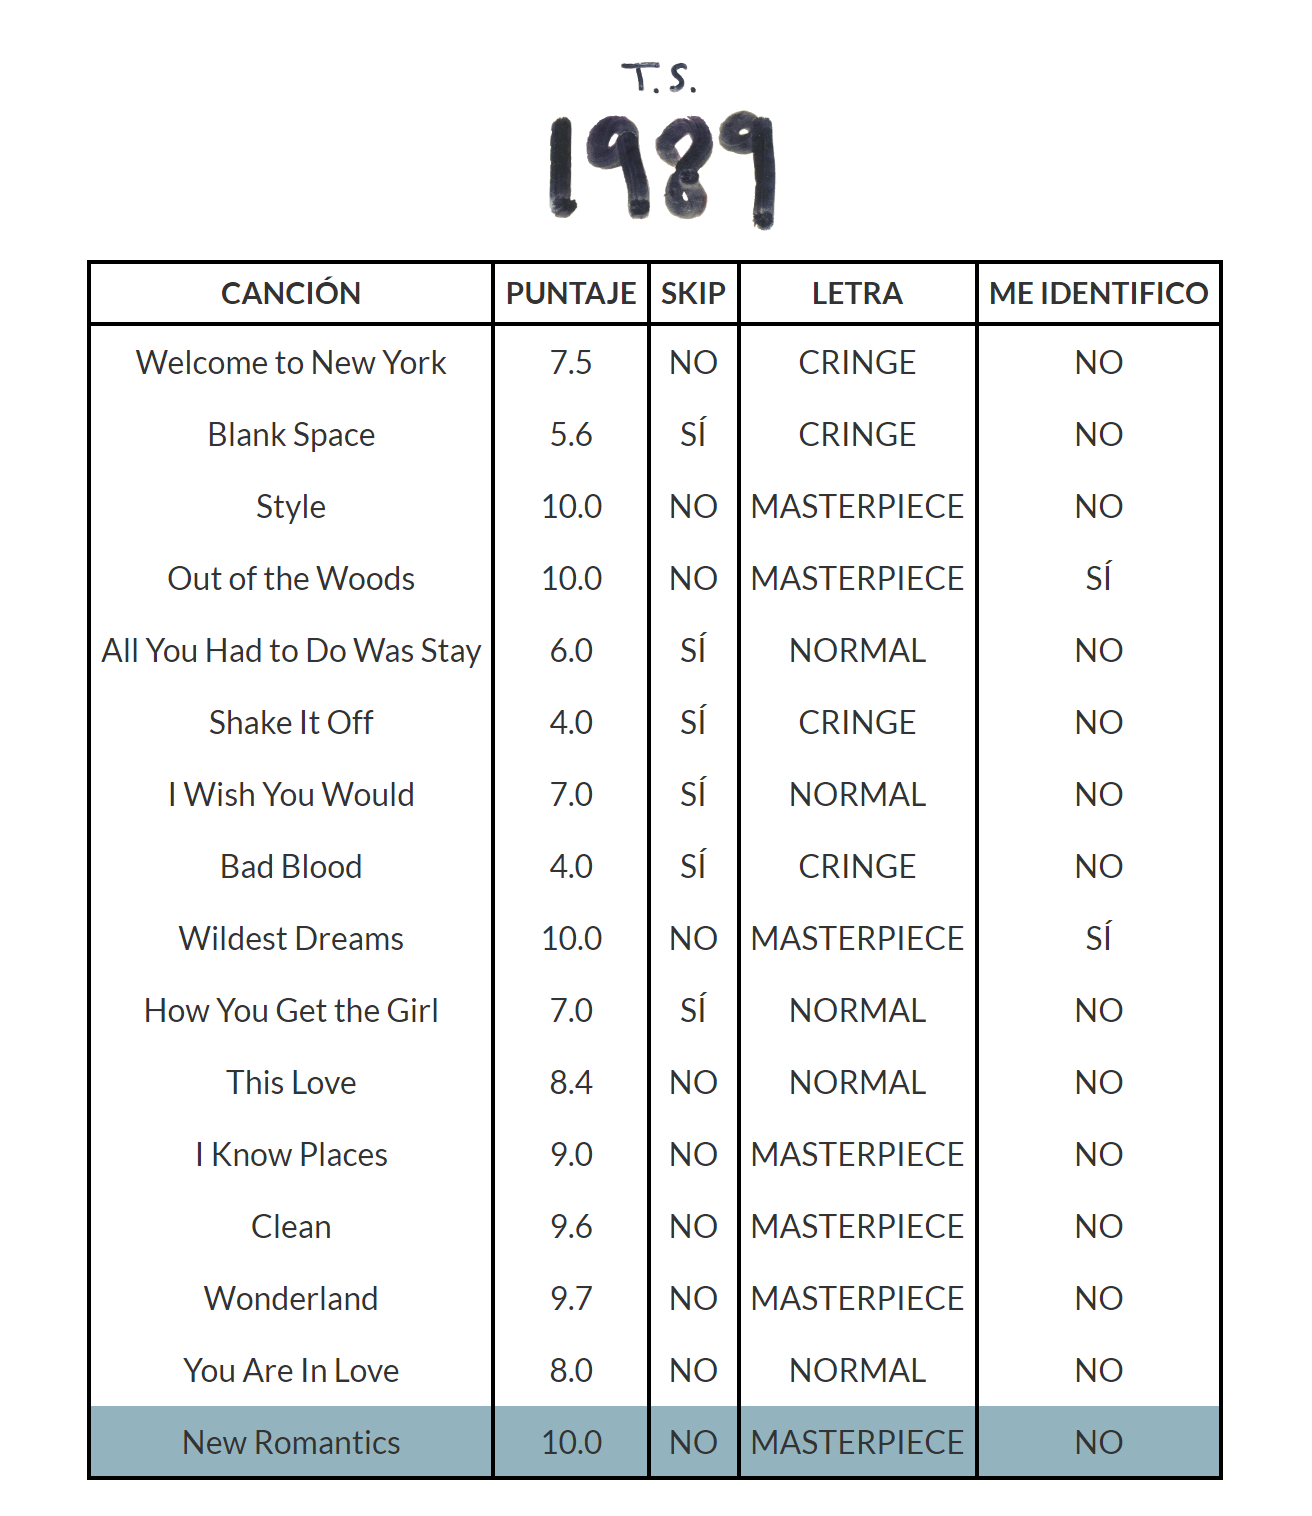 T.S.
1989
CANCIÓN PUNTAJE SKIP LETRA ME IDENTIFICO
Welcome to New York 7.5 NO CRINGE NO
Blank Space 5.6 SÍ CRINGE NO
Style 10.0 NO MASTERPIECE NO
Out of the Woods 10.0 NO MASTERPIECE SÍ
All You Had to Do Was Stay 6.0 SÍ NORMAL NO
Shake It Off 4.0 SÍ CRINGE NO
I Wish You Would 7.0 SÍ NORMAL NO
Bad Blood 4.0 SÍ CRINGE NO
Wildest Dreams 10.0 NO MASTERPIECE SÍ
How You Get the Girl 7.0 SÍ NORMAL NO
This Love 8.4 NO NORMAL NO
I Know Places 9.0 NO MASTERPIECE NO
Clean 9.6 NO MASTERPIECE NO
Wonderland 9.7 NO MASTERPIECE NO
You Are In Love 8.0 NO NORMAL NO
New Romantics 10.0 NO MASTERPIECE NO